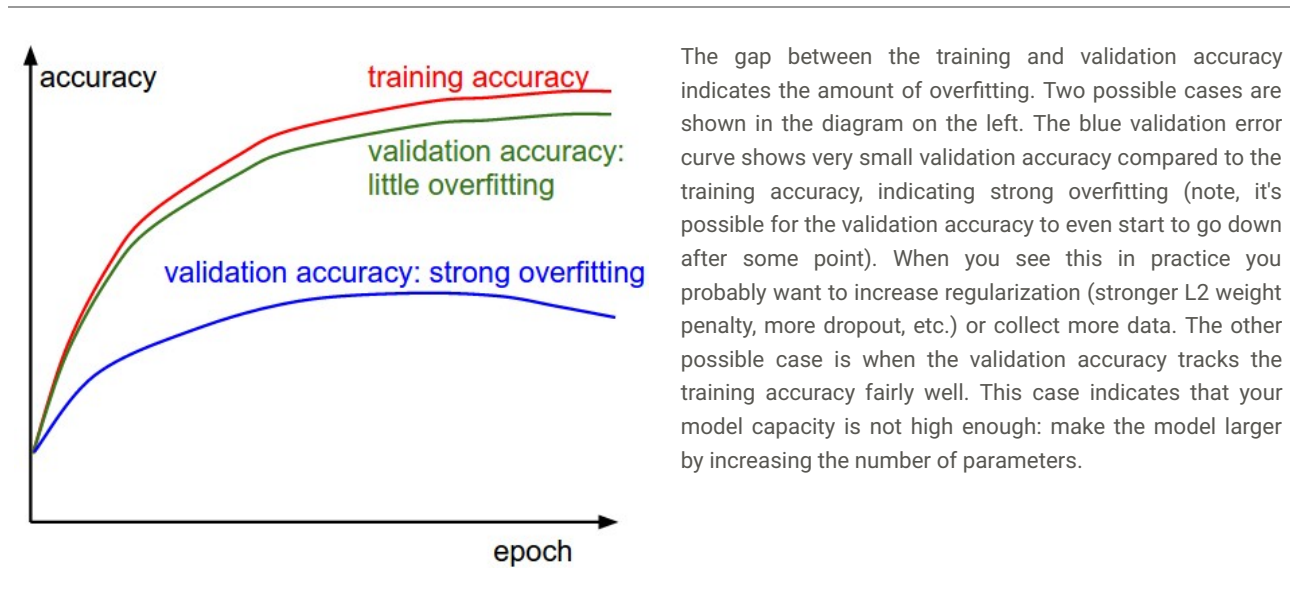 accuracy
training accuracy
validation accuracy:
little overfitting
validation accuracy: strong overfitting
epoch
The gap between the training and validation accuracy
indicates the amount of overfitting. Two possible cases are
shown in the diagram on the left. The blue validation error
curve shows very small validation accuracy compared to the
training accuracy, indicating strong overfitting (note, it's
possible for the validation accuracy to even start to go down
after some point). When you see this in practice you
probably want to increase regularization (stronger L2 weight
penalty, more dropout, etc.) or collect more data. The other
possible case is when the validation accuracy tracks the
training accuracy fairly well. This case indicates that your
model capacity is not high enough: make the model larger
by increasing the number of parameters.